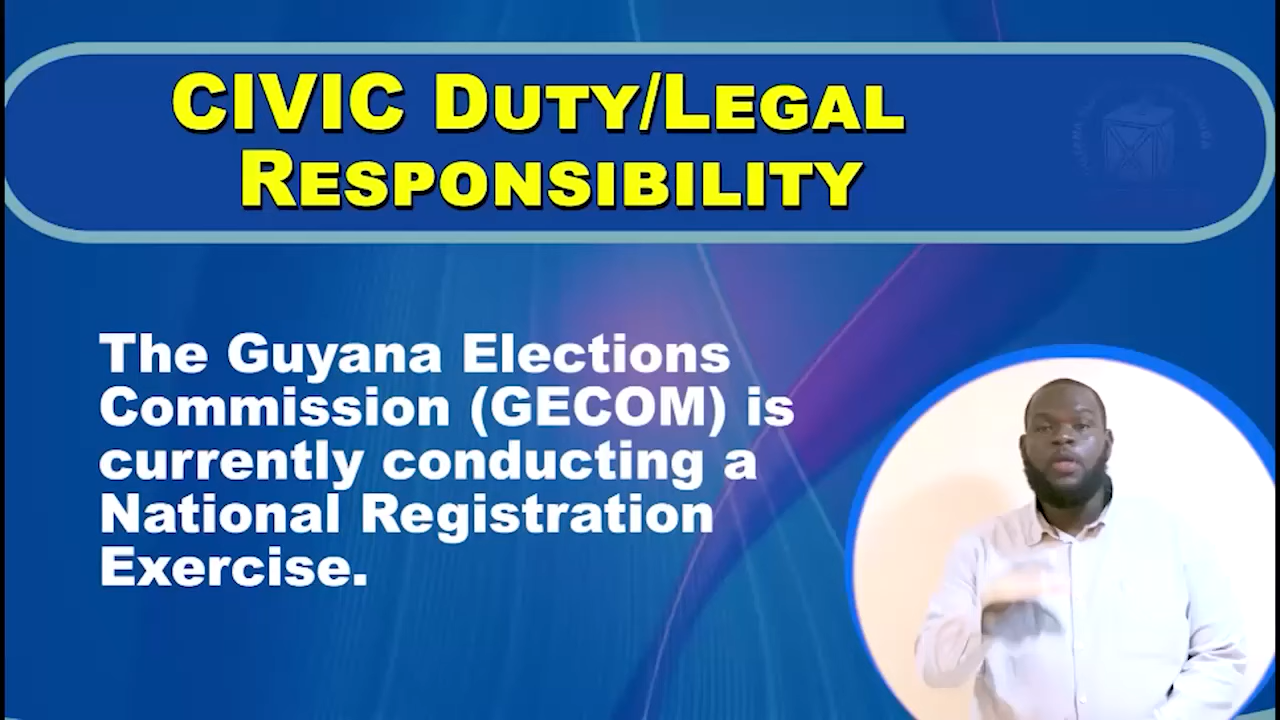 CIVIC DUTY/LEGAL
RESPONSIBILITY
The Guyana Elections
Commission (GECOM) is
currently conducting a
National Registration
Exercise.